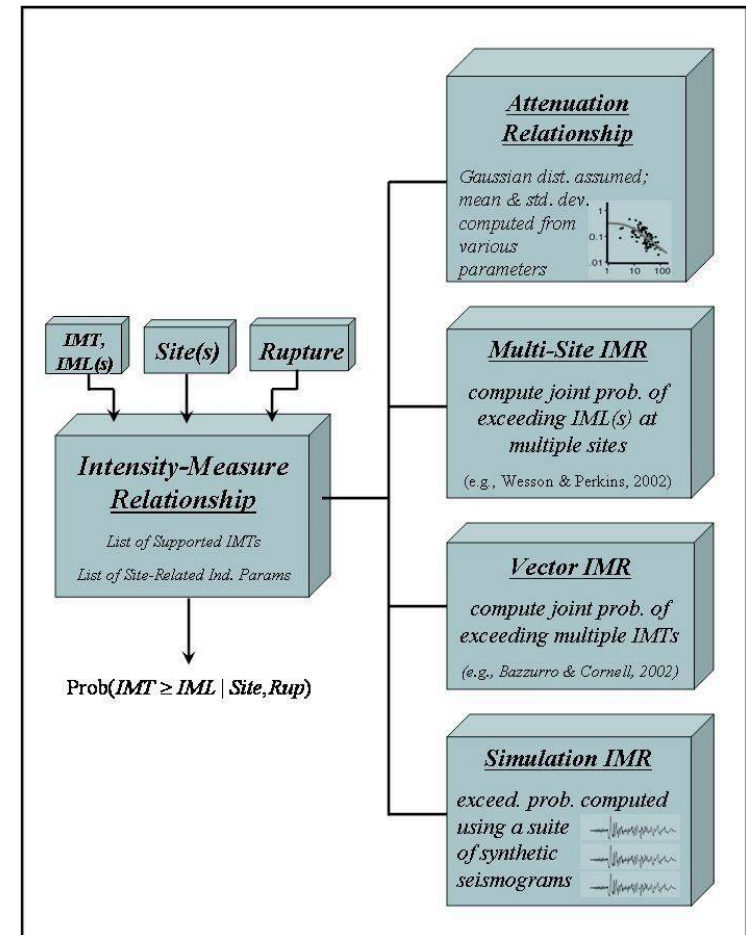 Attenuation
Relationship
Gaussian dist. assumed;
mean & std. dev.
computed from
various
parameters
1
0.1
.01
1 10 100
IMT,
IML(s)
Site(s)
Rupture
Intensity-Measure
Relationship
List of Supported IMTs
List of Site-Related Ind. Params
Prob(IMT ≥ IML | Site,Rup)
Multi-Site IMR
compute joint prob. of
exceeding IML(s) at
multiple sites
(e.g., Wesson & Perkins, 2002)
Vector IMR
compute joint prob. of
exceeding multiple IMTs
(e.g., Bazzurro & Cornell, 2002)
Simulation IMR
exceed. prob. computed
using a suite
of synthetic
seismograms